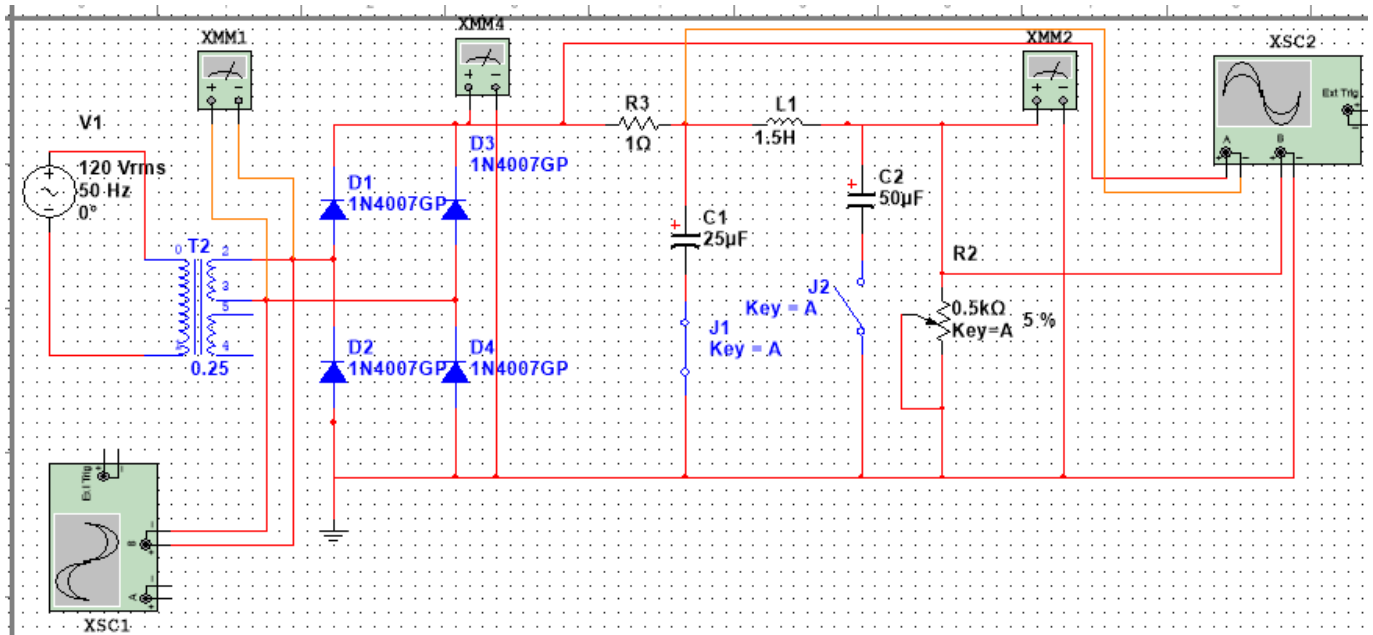 XMM1
XMM4
XMM2
XSC2
Ext Trig
A
B
V1
120 Vrms
50 Hz
0°
T2
0
2
3
5
4
0.25
D1
1N4007GP
D3
1N4007GP
D2
1N4007GP
D4
1N4007GP
R3
1Ω
L1
1.5H
C1
25µF
C2
50µF
J1
Key = A
J2
Key = A
R2
0.5kΩ
Key=A
5 %
Ext Trig
B
A
XSC1